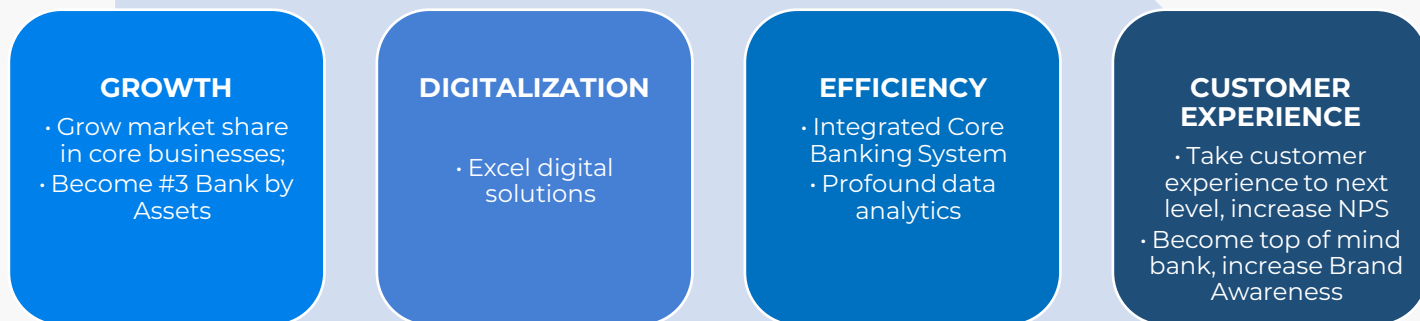 GROWTH
· Grow market share
in core businesses;
· Become #3 Bank by
Assets
DIGITALIZATION
· Excel digital
solutions
EFFICIENCY
· Integrated Core
Banking System
· Profound data
analytics
CUSTOMER
EXPERIENCE
· Take customer
experience to next
level, increase NPS
· Become top of mind
bank, increase Brand
Awareness